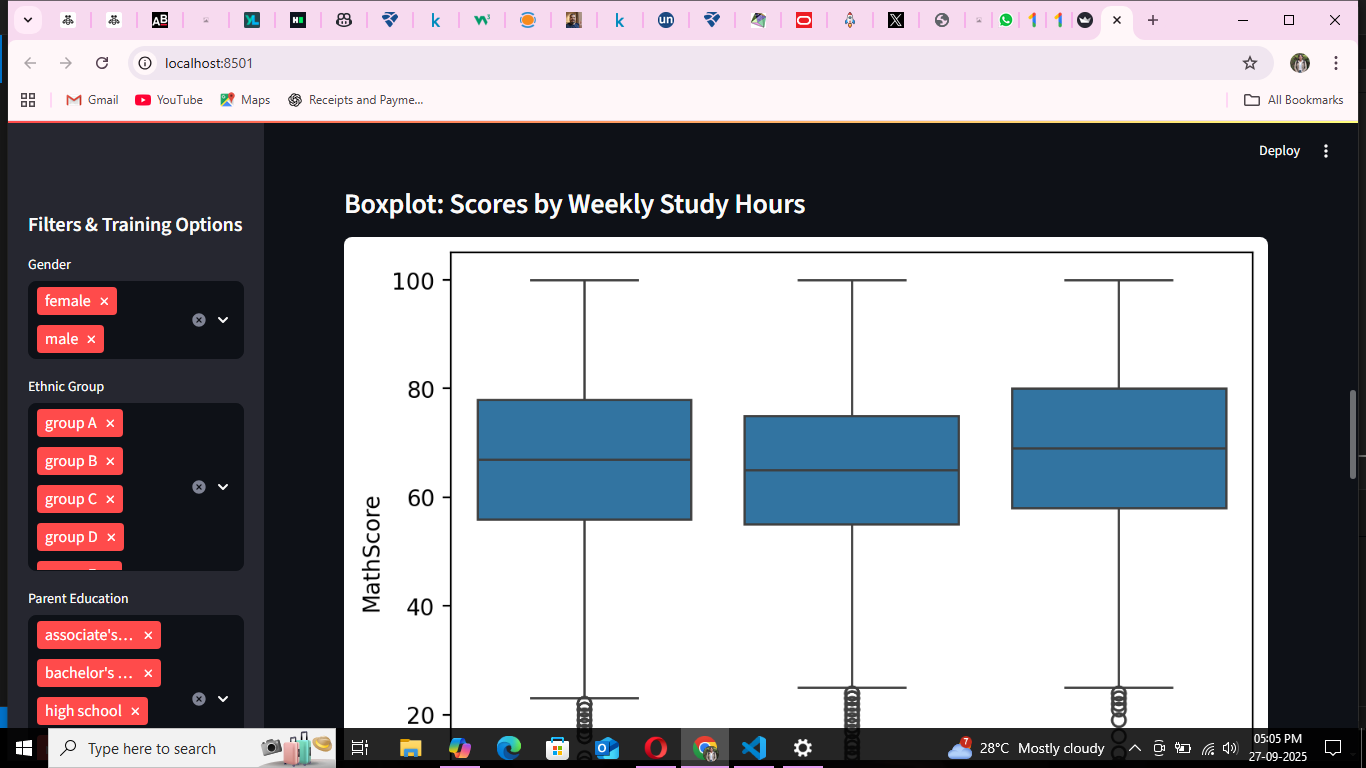 localhost:8501
Gmail
YouTube
Maps
Receipts and Payme...
All Bookmarks
Deploy
Filters & Training Options
Gender
female
male
Ethnic Group
group A
group B
group C
group D
Parent Education
associate's...
bachelor's ...
high school
Boxplot: Scores by Weekly Study Hours
100
80
60
40
20
MathScore
Type here to search
28°C Mostly cloudy
05:05 PM
27-09-2025